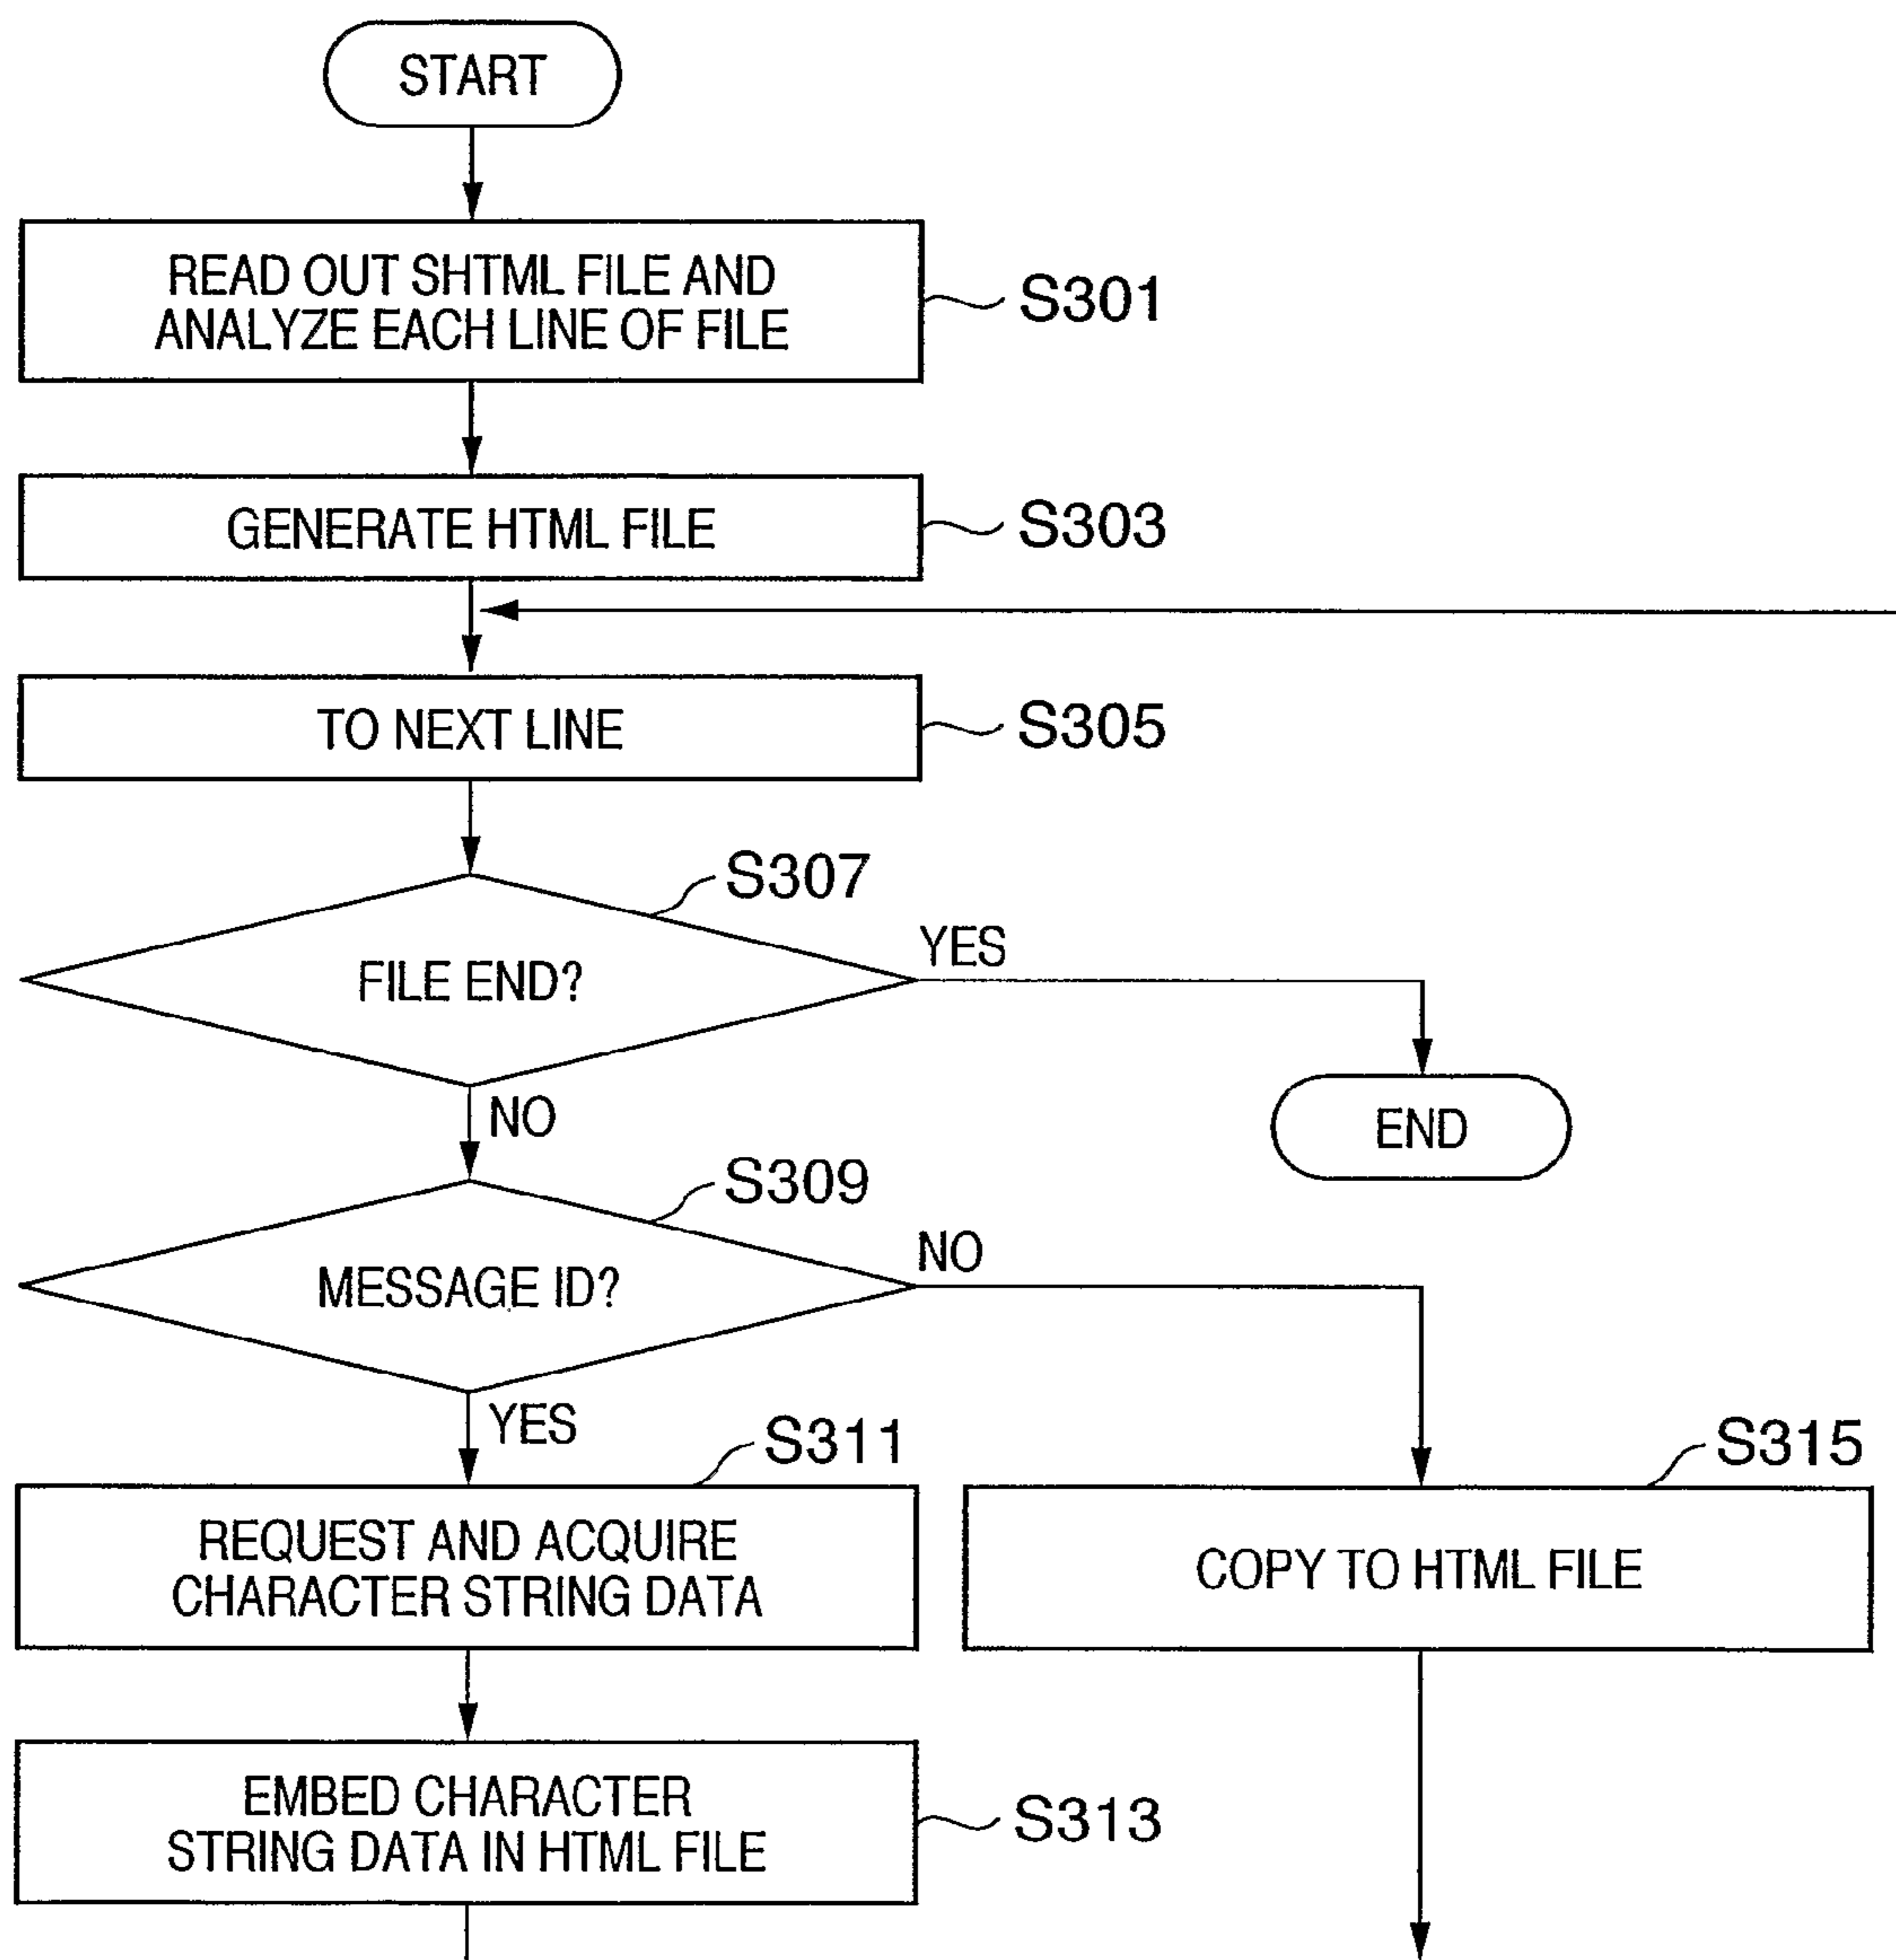 START
READ OUT SHTML FILE AND
ANALYZE EACH LINE OF FILE
S301
GENERATE HTML FILE
S303
TO NEXT LINE
S305
S307
FILE END?
YES
NO
END
S309
MESSAGE ID?
NO
YES
S311
REQUEST AND ACQUIRE
CHARACTER STRING DATA
S315
COPY TO HTML FILE
EMBED CHARACTER
STRING DATA IN HTML FILE
S313